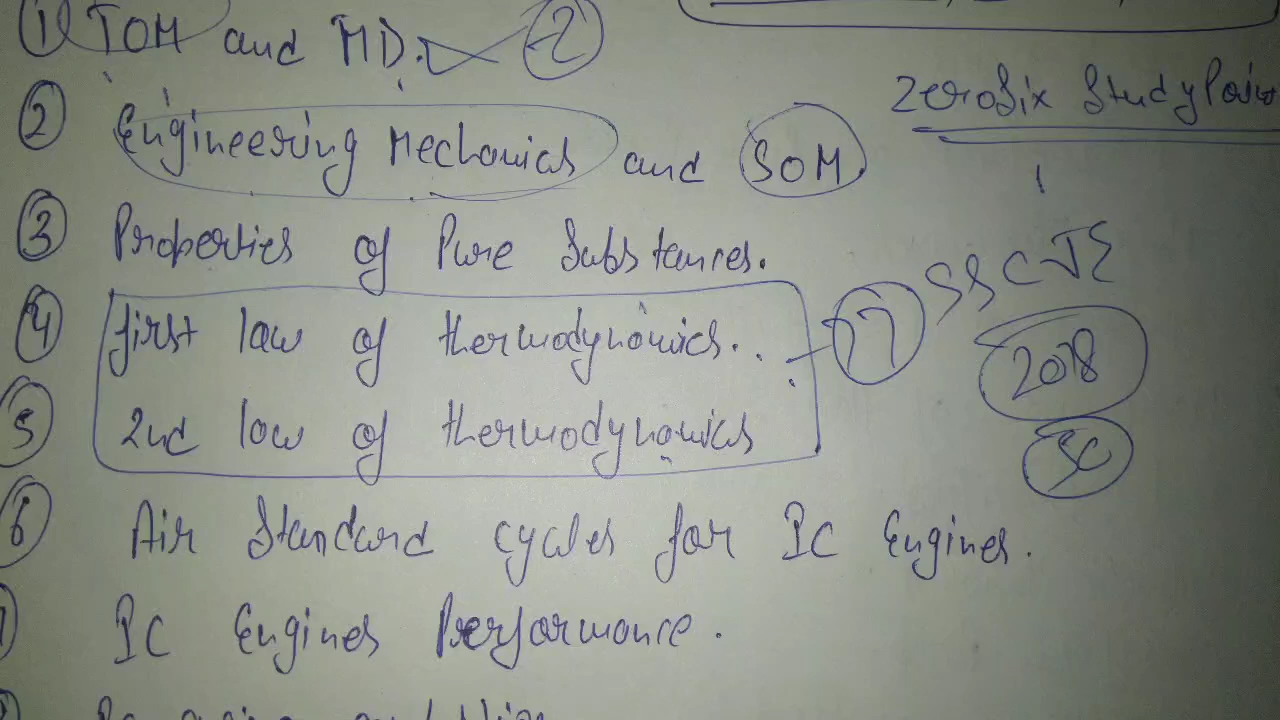 ① TOM and MD. 2
② Engineering Mechanics and SOM.
ZeroSix StudyPoint
③ Properties of Pure Substances.
④ first law of thermodynamics..
SSC JE
2018
⑤ 2nd law of thermodynamics
⑥ Air Standard cycles for IC Engines.
IC Engines Performance.